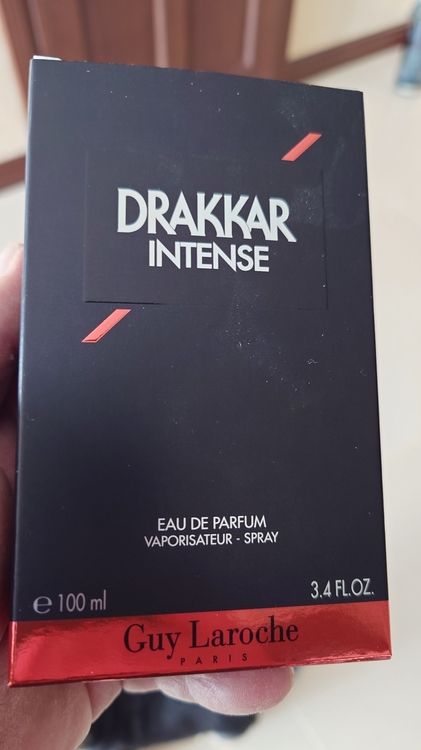 DRAKKAR
INTENSE
EAU DE PARFUM
VAPORISATEUR - SPRAY
℮ 100 ml
3.4 FL.OZ.
Guy Laroche
PARIS